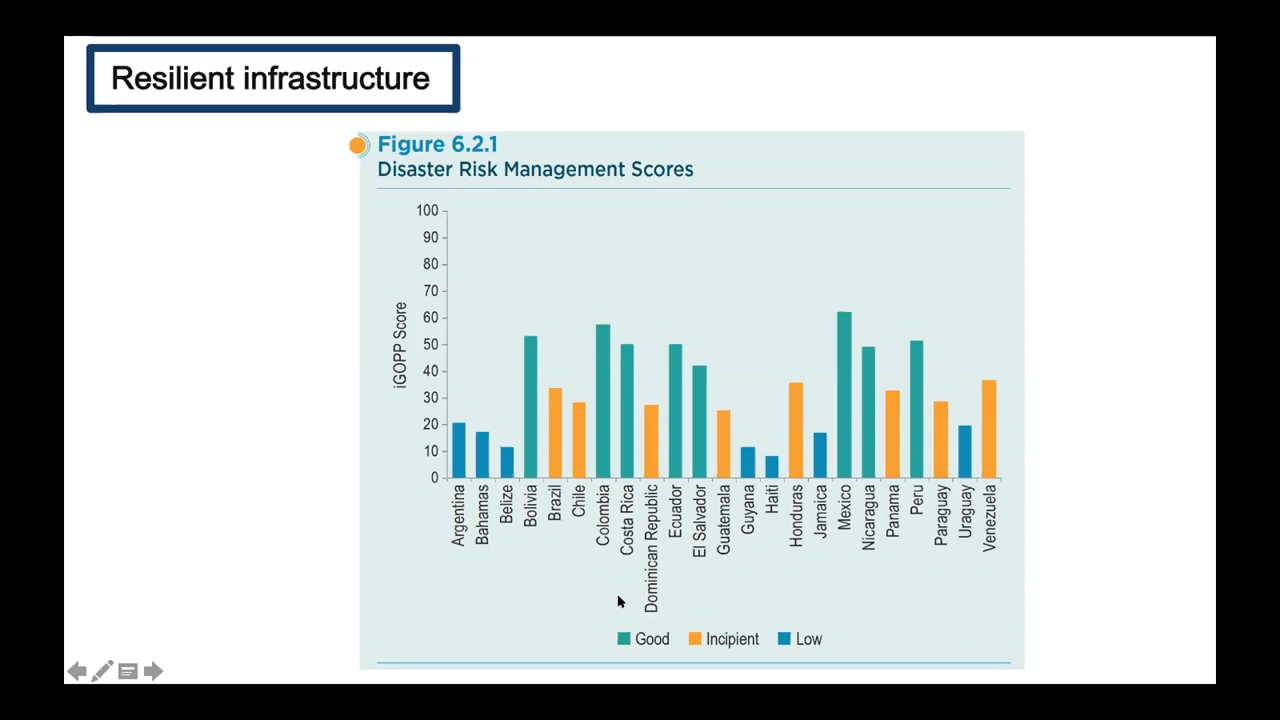 Resilient infrastructure
Figure 6.2.1
Disaster Risk Management Scores
100
90
80
70
60
50
40
30
20
10
0
iGOPP Score
Argentina
Bahamas
Belize
Bolivia
Brazil
Chile
Colombia
Costa Rica
Dominican Republic
Ecuador
El Salvador
Guatemala
Guyana
Haiti
Honduras
Jamaica
Mexico
Nicaragua
Panama
Peru
Paraguay
Uraguay
Venezuela
Good Incipient Low